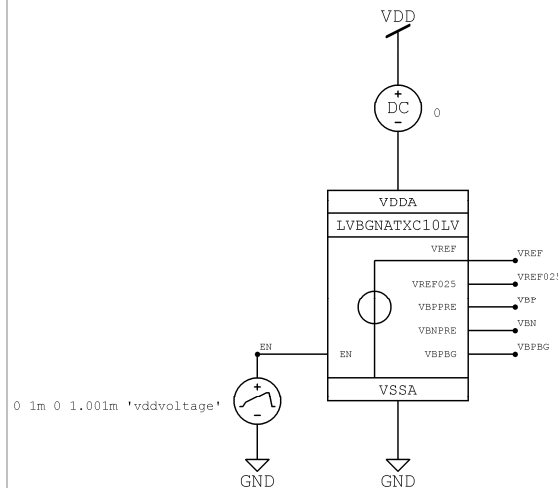 VDD
+
DC
0
−
VDDA
LVBGNATXC10LV
VREF
VREF
VREF025
VREF025
VBPPRE
VBP
VBNPRE
VBN
EN
EN
VBPBG
VBPBG
VSSA
+
0 1m 0 1.001m 'vddvoltage'
−
GND
GND